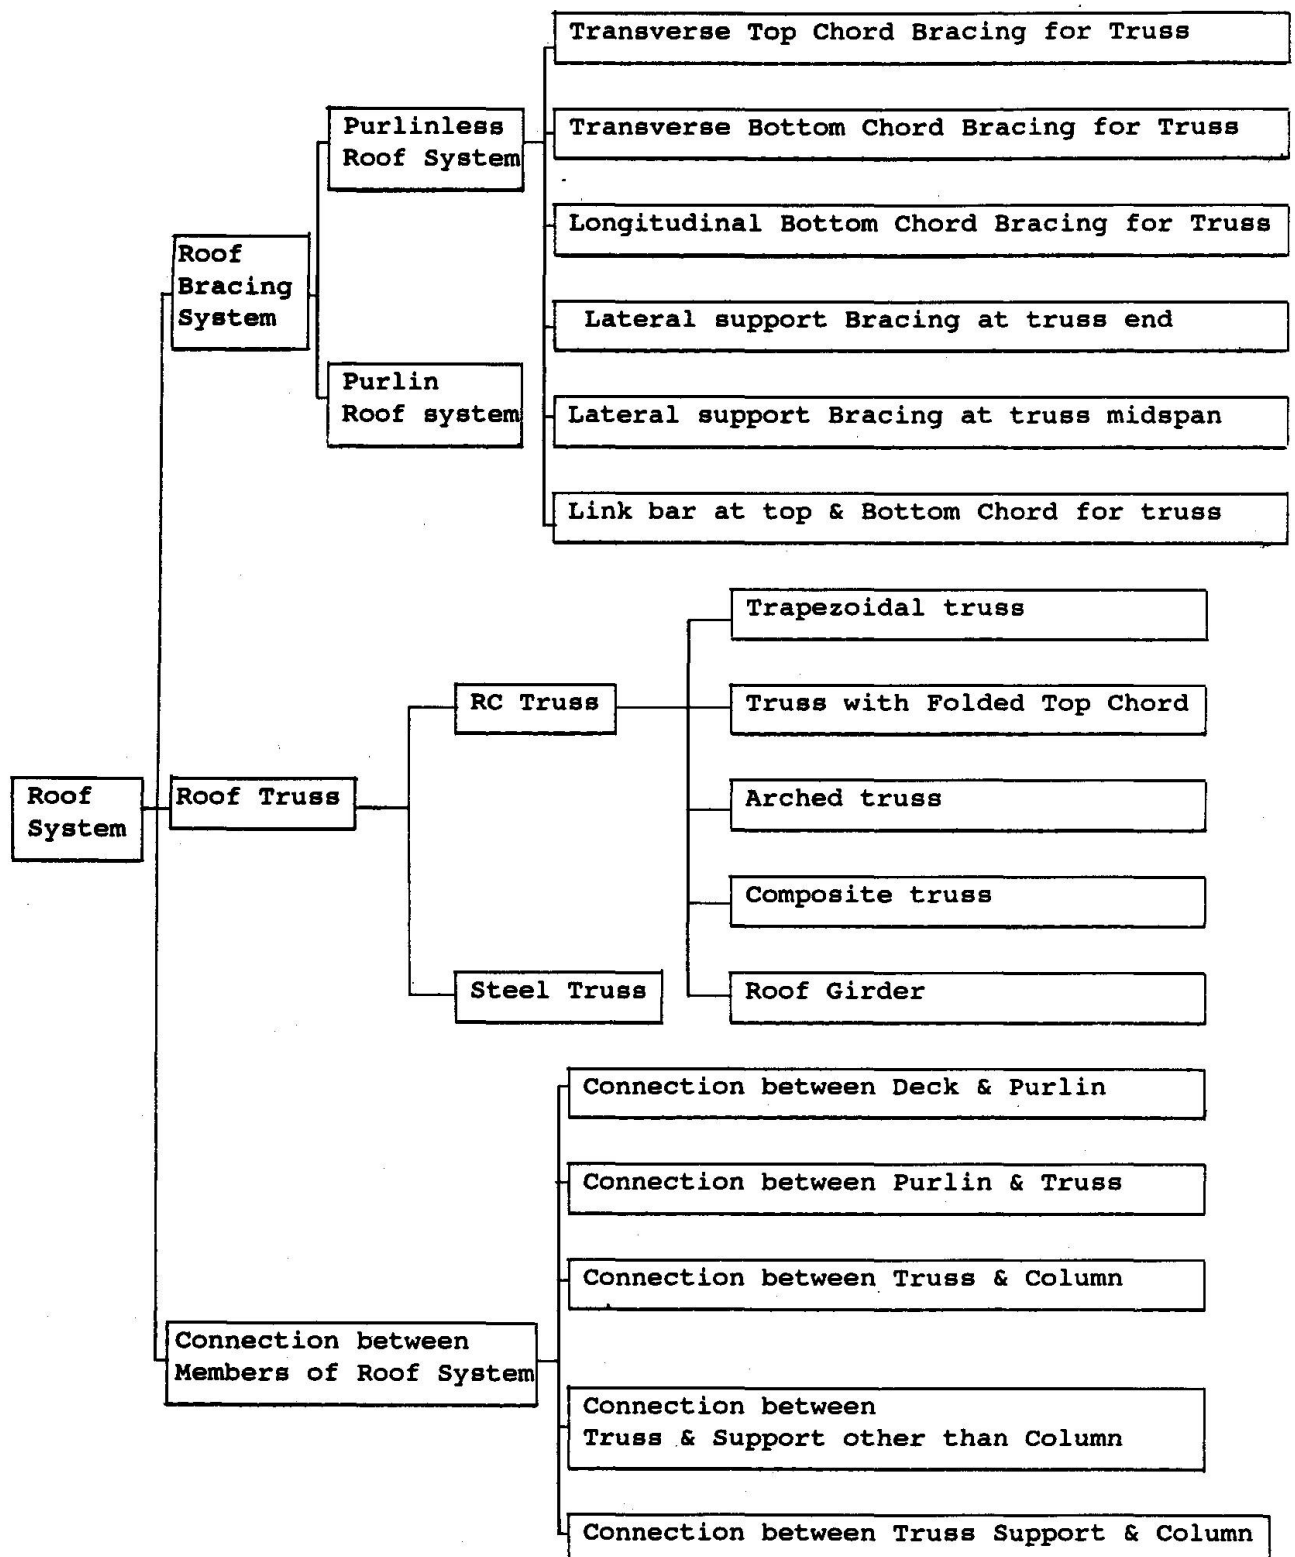 Transverse Top Chord Bracing for Truss
Purlinless
Roof System
Transverse Bottom Chord Bracing for Truss
Longitudinal Bottom Chord Bracing for Truss
Roof
Bracing
System
Lateral support Bracing at truss end
Purlin
Roof system
Lateral support Bracing at truss midspan
Link bar at top & Bottom Chord for truss
Trapezoidal truss
RC Truss
Truss with Folded Top Chord
Roof
System
Roof Truss
Arched truss
Composite truss
Steel Truss
Roof Girder
Connection between Deck & Purlin
Connection between Purlin & Truss
Connection between Truss & Column
Connection between
Members of Roof System
Connection between
Truss & Support other than Column
Connection between Truss Support & Column